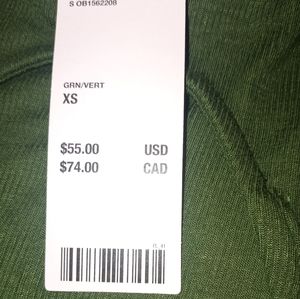 S OB1562208
GRN/VERT
XS
$55.00 USD
$74.00 CAD